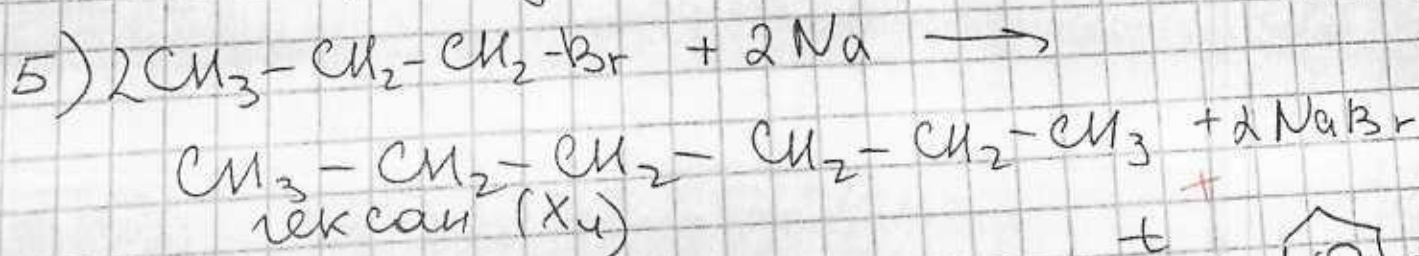 5) 2CH₃-CH₂-CH₂-Br + 2Na →
CH₃-CH₂-CH₂-CH₂-CH₂-CH₃ + 2NaBr
гексан (X₄) +
t